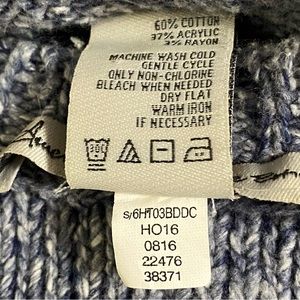 60% COTTON
37% ACRYLIC
3% RAYON
MACHINE WASH COLD
GENTLE CYCLE
ONLY NON-CHLORINE
BLEACH WHEN NEEDED
DRY FLAT
WARM IRON
IF NECESSARY
30
s/6HT03BDDC
HO16
0816
22476
38371